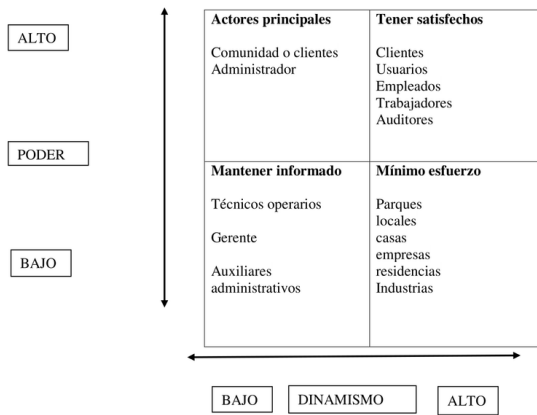 ALTO
PODER
BAJO
Actores principales
Comunidad o clientes
Administrador
Tener satisfechos
Clientes
Usuarios
Empleados
Trabajadores
Auditores
Mantener informado
Técnicos operarios
Gerente
Auxiliares
administrativos
Mínimo esfuerzo
Parques
locales
casas
empresas
residencias
Industrias
BAJO
DINAMISMO
ALTO